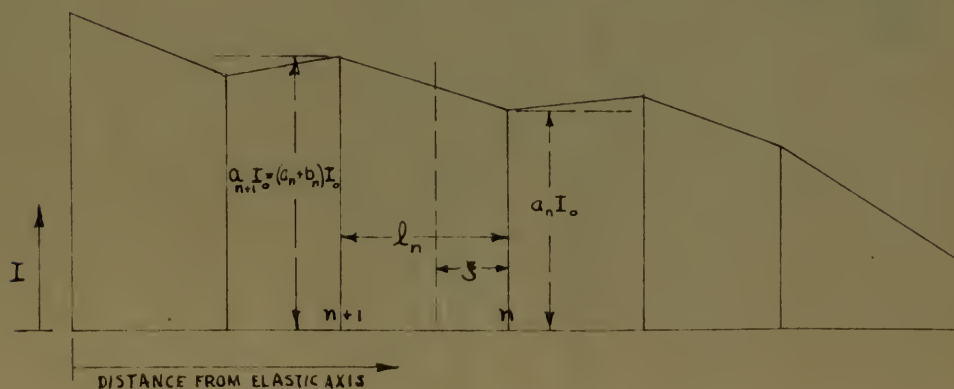 a_{n+1} I_o = (a_n + b_n) I_o
a_n I_o
l_n
I
ζ
n+1
n
DISTANCE FROM ELASTIC AXIS